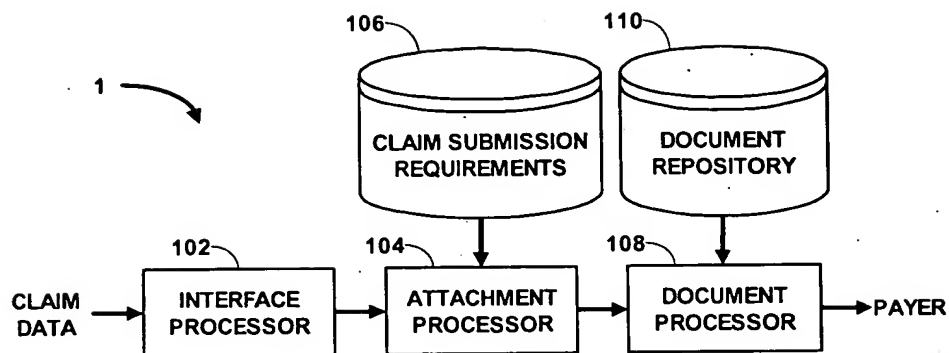 106
110
1
CLAIM SUBMISSION
REQUIREMENTS
DOCUMENT
REPOSITORY
102
104
108
CLAIM
DATA
INTERFACE
PROCESSOR
ATTACHMENT
PROCESSOR
DOCUMENT
PROCESSOR
PAYER